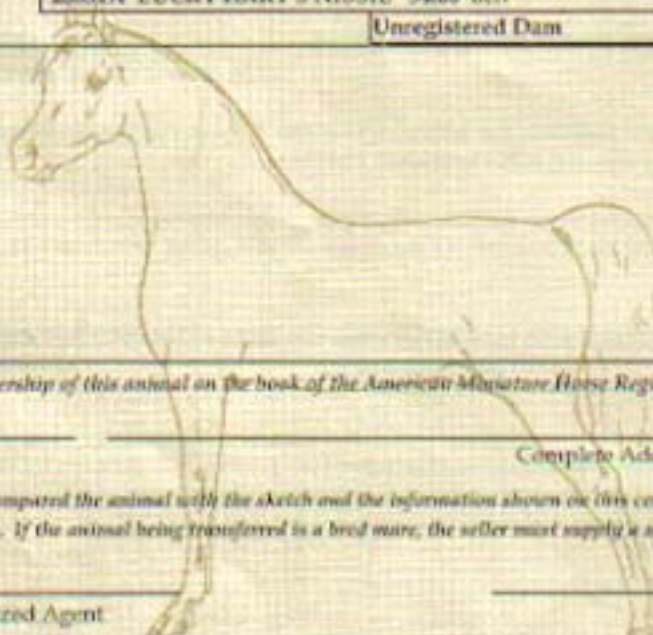 Unregistered Dam
ership of this animal on the book of the American Miniature Horse Reg
Complete Add
ompared the animal with the sketch and the information shown on this ce
. If the animal being transferred is a bred mare, the seller must supply a s
zed Agent